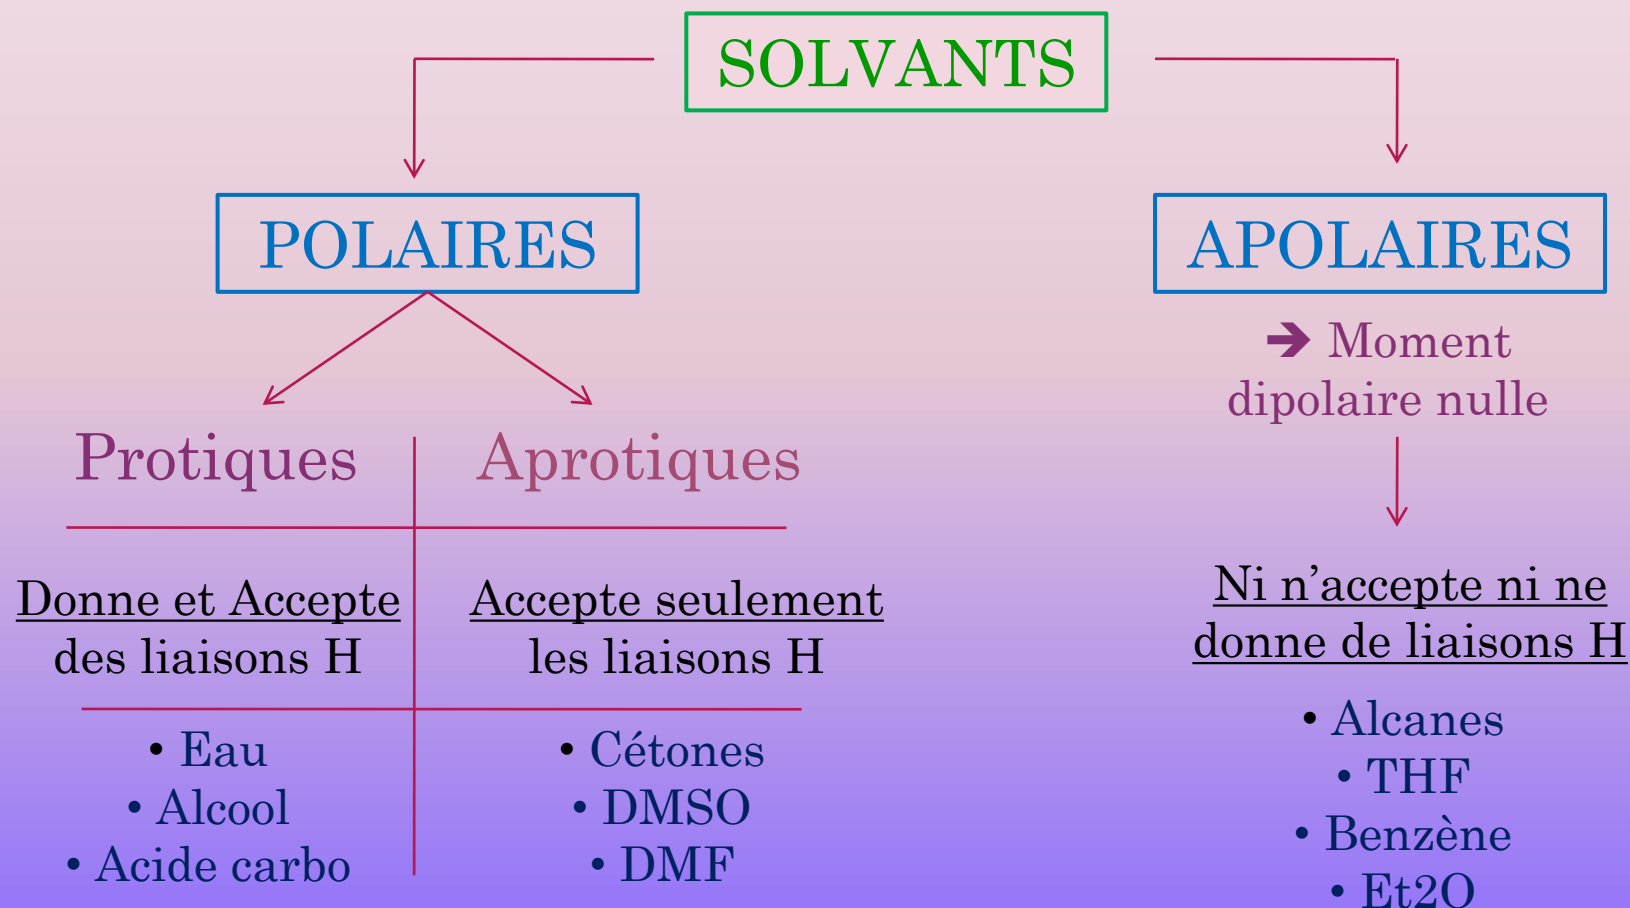 SOLVANTS
POLAIRES
APOLAIRES
➔ Moment
dipolaire nulle
Protiques
Aprotiques
Donne et Accepte
des liaisons H
Accepte seulement
les liaisons H
Ni n’accepte ni ne
donne de liaisons H
• Eau
• Alcool
• Acide carbo
• Cétones
• DMSO
• DMF
• Alcanes
• THF
• Benzène
• Et2O